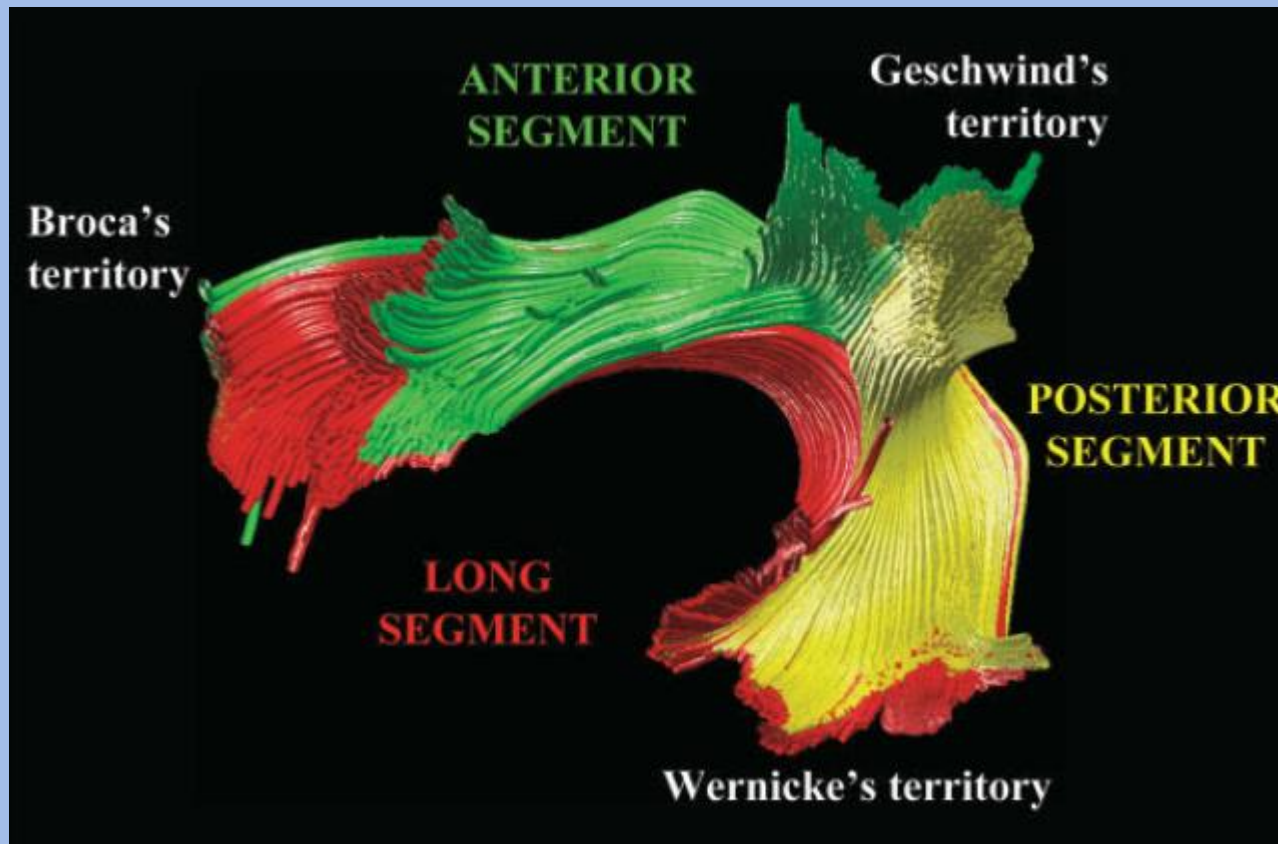 ANTERIOR
SEGMENT
Geschwind's
territory
Broca's
territory
POSTERIOR
SEGMENT
LONG
SEGMENT
Wernicke's territory